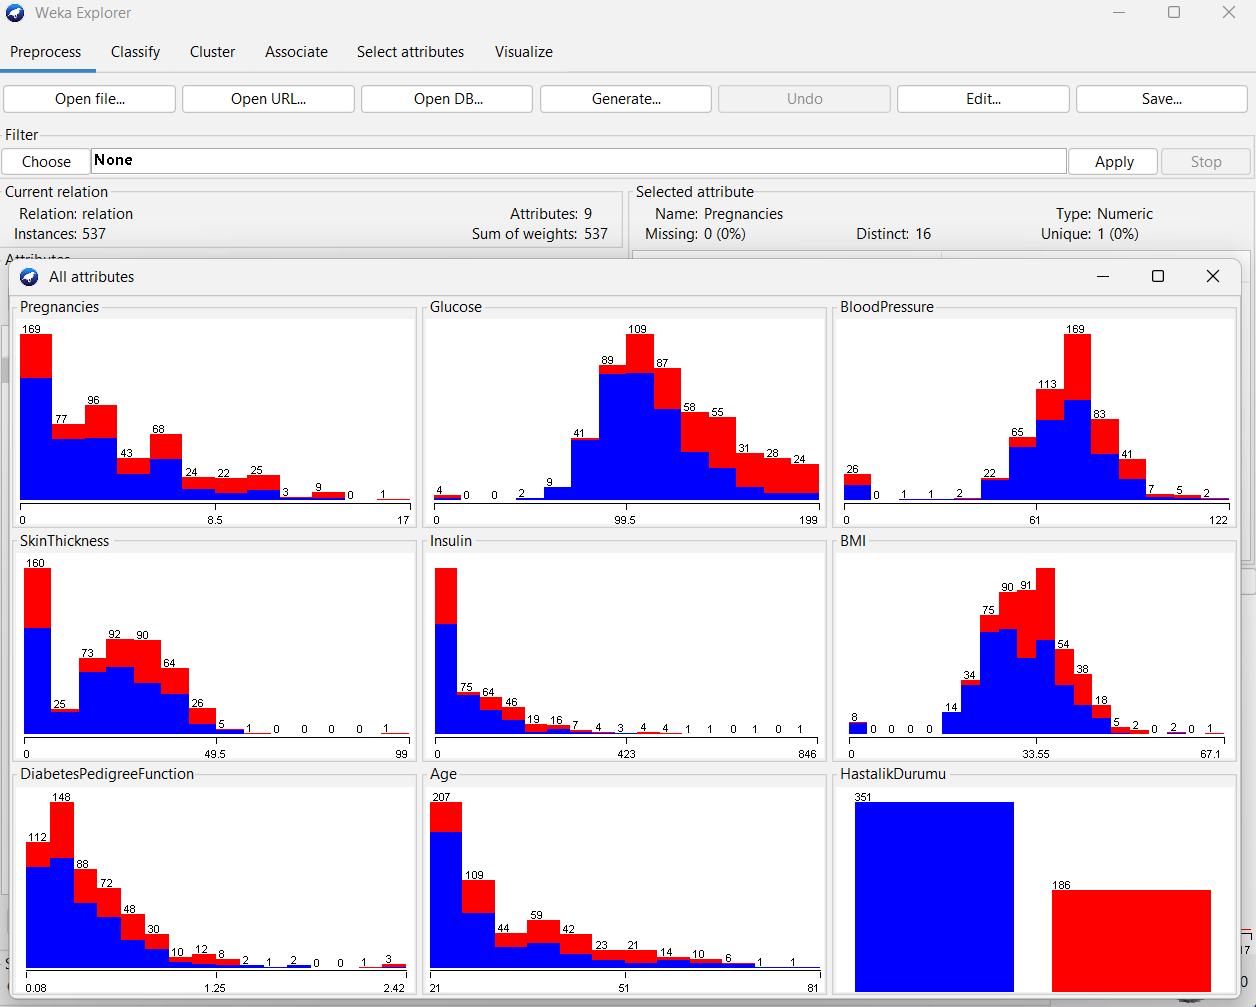 Weka Explorer
Preprocess Classify Cluster Associate Select attributes Visualize
Open file... Open URL... Open DB... Generate... Undo Edit... Save...
Filter
Choose None Apply Stop
Current relation
Relation: relation Attributes: 9
Instances: 537 Sum of weights: 537
Selected attribute
Name: Pregnancies Type: Numeric
Missing: 0 (0%) Distinct: 16 Unique: 1 (0%)
Attributes
All attributes
Pregnancies
169 77 96 43 68 24 22 25 3 9 0 1
0 8.5 17
Glucose
4 0 0 2 9 41 89 109 87 58 55 31 28 24
0 99.5 199
BloodPressure
26 0 1 1 2 22 65 113 169 83 41 7 5 2
0 61 122
SkinThickness
160 25 73 92 90 64 26 5 1 0 0 0 0 1
0 49.5 99
Insulin
75 64 46 19 16 7 4 3 4 4 1 1 0 1 0 1
0 423 846
BMI
8 0 0 0 0 14 34 75 90 91 54 38 18 5 2 0 2 0 1
0 33.55 67.1
DiabetesPedigreeFunction
112 148 88 72 48 30 10 12 8 2 1 2 0 0 1 3
0.08 1.25 2.42
Age
207 109 44 59 42 23 21 14 10 6 1 1
21 51 81
HastalikDurumu
351 186
17
0